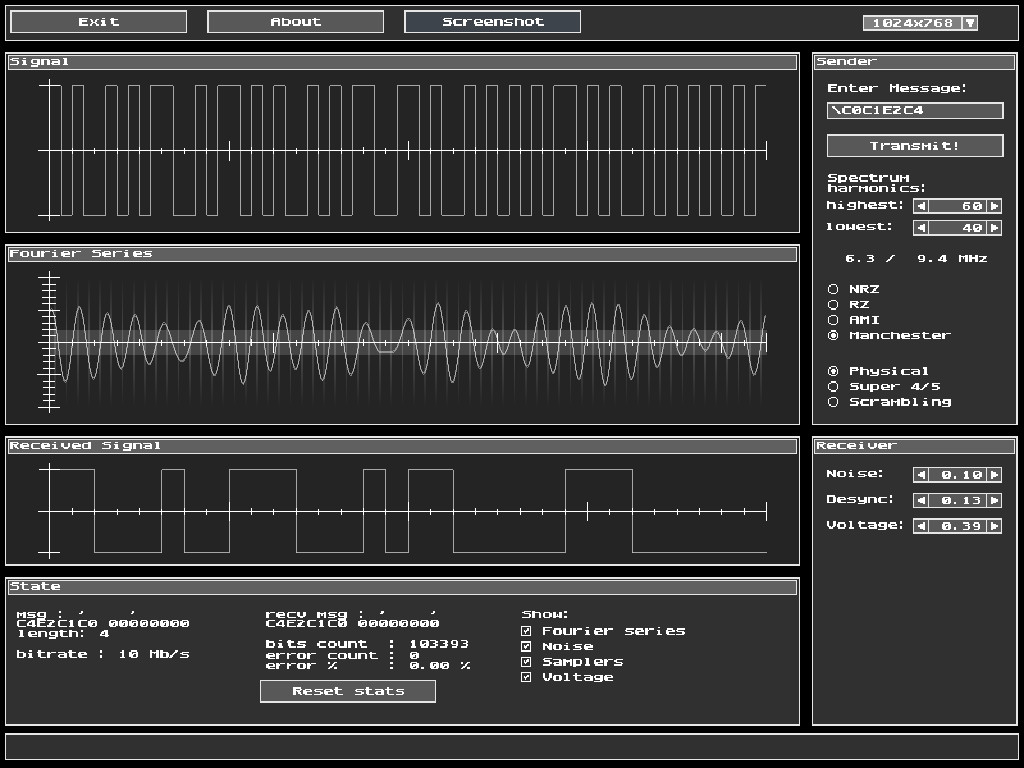 Exit
About
Screenshot
1024x768
Signal
Sender
Enter Message:
\C0C1E2C4
Transmit!
Spectrum
harmonics:
highest: 60
lowest: 40
6.3 / 9.4 MHz
NRZ
RZ
AMI
Manchester
Physical
Super 4/5
Scrambling
Fourier Series
Received Signal
Receiver
Noise: 0.10
Desync: 0.13
Voltage: 0.39
State
msg : ' '
C4E2C1C0 00000000
length: 4
bitrate : 10 Mb/s
recv msg : ' '
C4E2C1C0 00000000
bits count : 103393
error count : 0
error % : 0.00 %
Reset stats
Show:
Fourier series
Noise
Samplers
Voltage